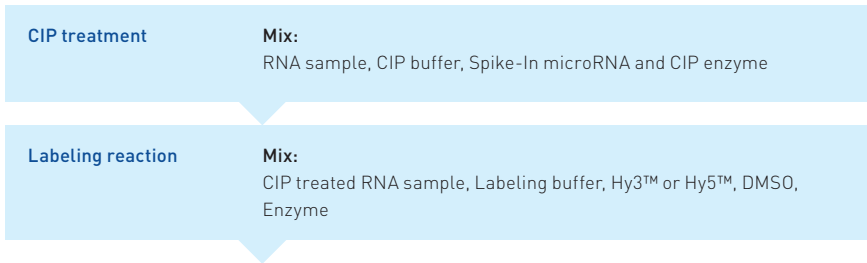 CIP treatment
Mix:
RNA sample, CIP buffer, Spike-In microRNA and CIP enzyme
Labeling reaction
Mix:
CIP treated RNA sample, Labeling buffer, Hy3™ or Hy5™, DMSO,
Enzyme